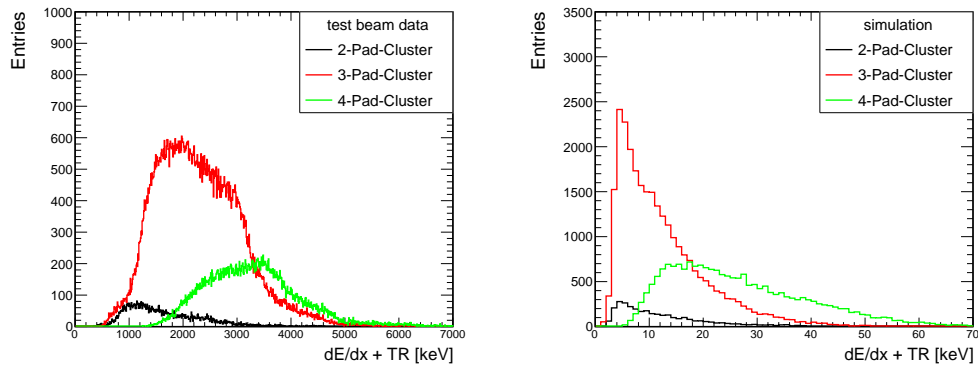 Entries
1000
900
800
700
600
500
400
300
200
100
0
test beam data
2-Pad-Cluster
3-Pad-Cluster
4-Pad-Cluster
0 1000 2000 3000 4000 5000 6000 7000
dE/dx + TR [keV]
Entries
3500
3000
2500
2000
1500
1000
500
0
simulation
2-Pad-Cluster
3-Pad-Cluster
4-Pad-Cluster
0 10 20 30 40 50 60 70
dE/dx + TR [keV]